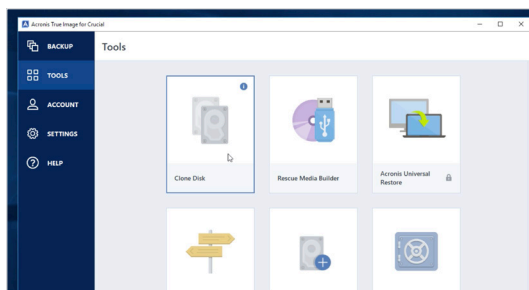 Acronis True Image for Crucial
BACKUP
Tools
TOOLS
ACCOUNT
SETTINGS
HELP
Clone Disk
Rescue Media Builder
Acronis Universal
Restore